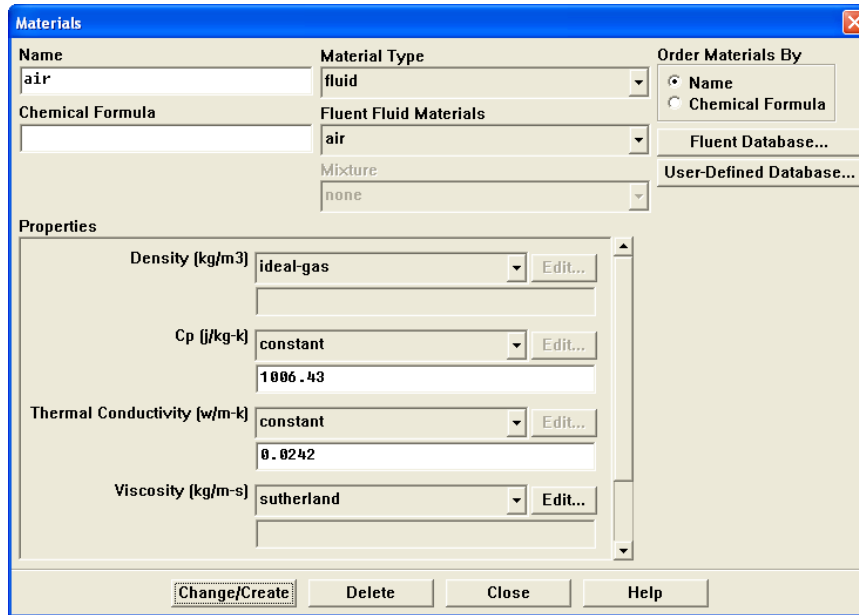 Materials
Name
air
Chemical Formula
Material Type
fluid
Fluent Fluid Materials
air
Mixture
none
Order Materials By
Name
Chemical Formula
Fluent Database...
User-Defined Database...
Properties
Density (kg/m3) ideal-gas Edit...
Cp (j/kg-k) constant Edit...
1006.43
Thermal Conductivity (w/m-k) constant Edit...
0.0242
Viscosity (kg/m-s) sutherland Edit...
Change/Create Delete Close Help